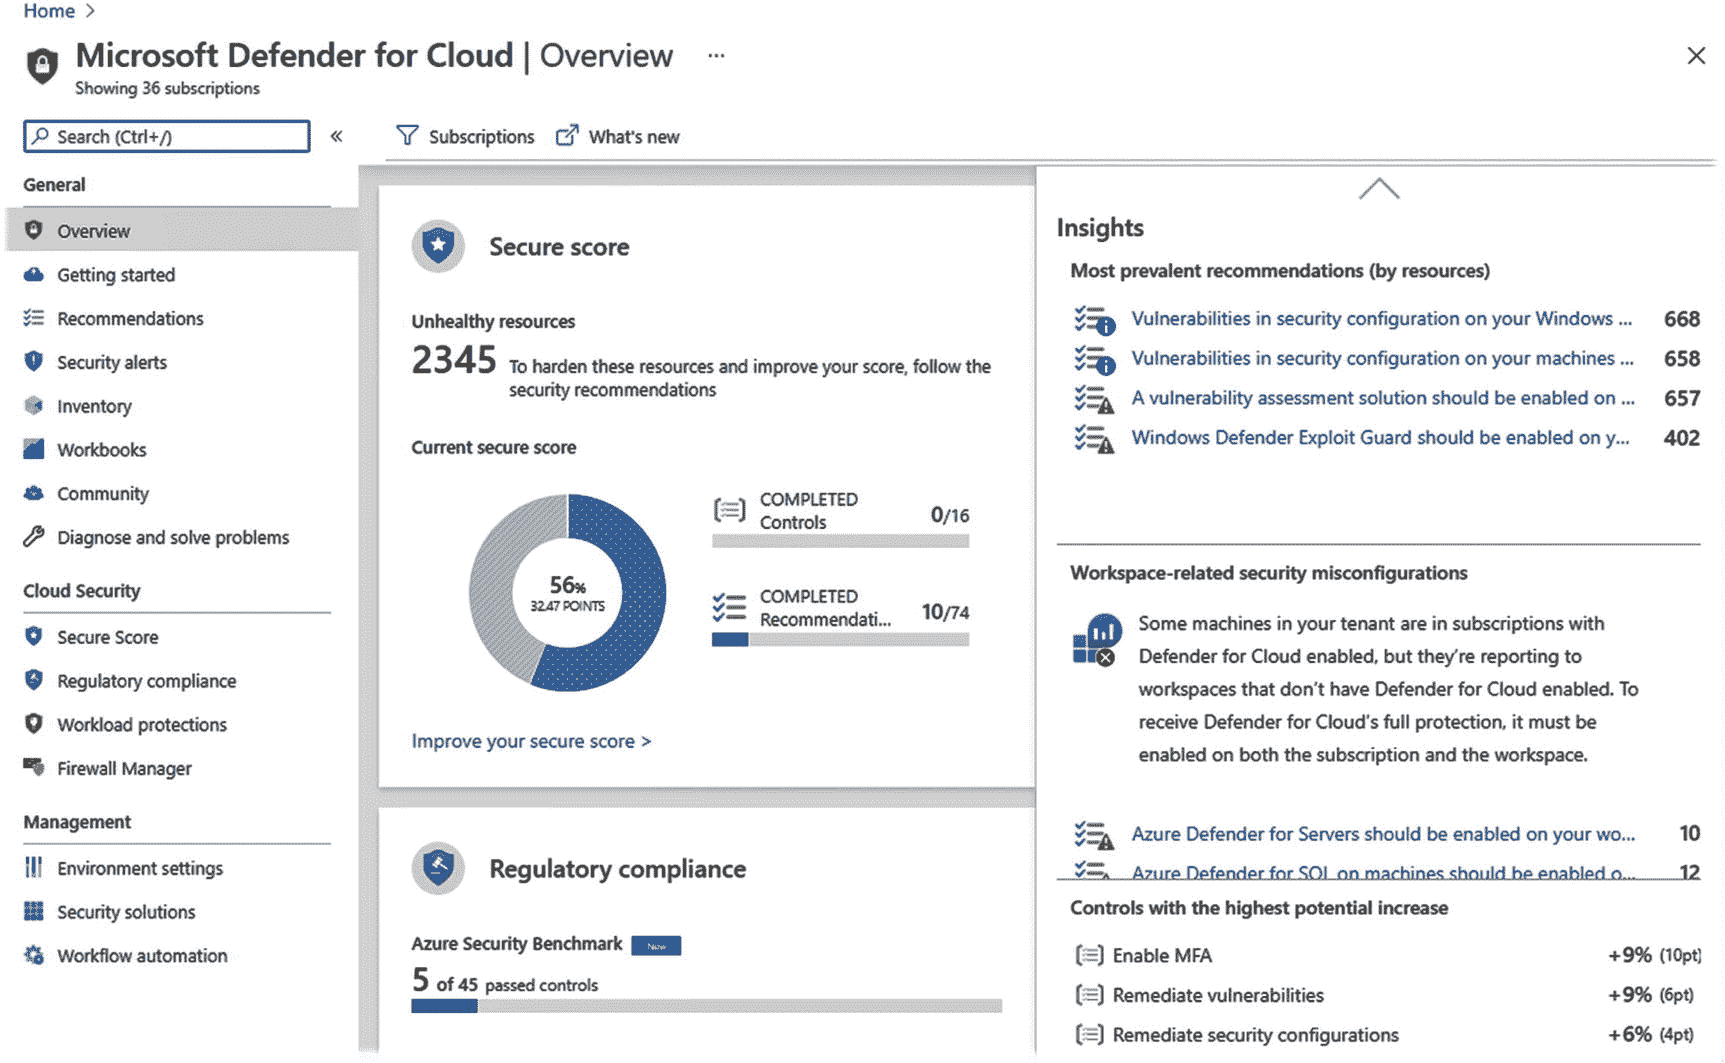 Home >
Microsoft Defender for Cloud | Overview ...
Showing 36 subscriptions
Search (Ctrl+/)
«
Subscriptions
What's new
General
Overview
Getting started
Recommendations
Security alerts
Inventory
Workbooks
Community
Diagnose and solve problems
Cloud Security
Secure Score
Regulatory compliance
Workload protections
Firewall Manager
Management
Environment settings
Security solutions
Workflow automation
Secure score
Unhealthy resources
2345 To harden these resources and improve your score, follow the
security recommendations
Current secure score
56%
32.47 POINTS
COMPLETED
Controls 0/16
COMPLETED
Recommendati... 10/74
Improve your secure score >
Regulatory compliance
Azure Security Benchmark New
5 of 45 passed controls
Insights
Most prevalent recommendations (by resources)
Vulnerabilities in security configuration on your Windows ... 668
Vulnerabilities in security configuration on your machines ... 658
A vulnerability assessment solution should be enabled on ... 657
Windows Defender Exploit Guard should be enabled on y... 402
Workspace-related security misconfigurations
Some machines in your tenant are in subscriptions with
Defender for Cloud enabled, but they're reporting to
workspaces that don't have Defender for Cloud enabled. To
receive Defender for Cloud's full protection, it must be
enabled on both the subscription and the workspace.
Azure Defender for Servers should be enabled on your wo... 10
Azure Defender for SQL on machines should be enabled o... 12
Controls with the highest potential increase
Enable MFA +9% (10pt)
Remediate vulnerabilities +9% (6pt)
Remediate security configurations +6% (4pt)